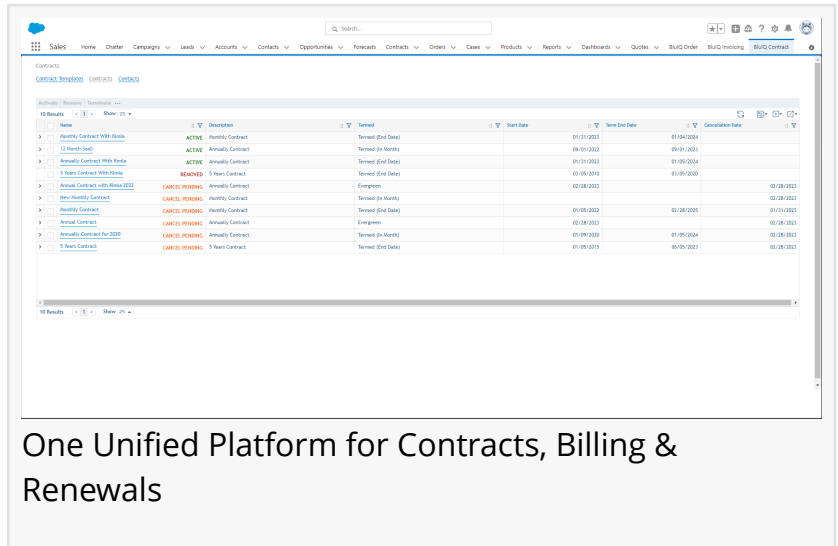 Search...
Sales Home Chatter Campaigns Leads Accounts Contacts Opportunities Forecasts Contracts Orders Cases Products Reports Dashboards Quotes BluIQ Order BluIQ Invoicing BluIQ Contract
Contracts
Contract Templates Contracts Contacts
Activate Remove Terminate ...
10 Results < 1 > Show 25
Name Description Termed Start Date Term End Date Cancellation Date
Monthly Contract With Kimia ACTIVE Monthly Contract Termed (End Date) 01/31/2023 01/04/2024
12 Month SaaS ACTIVE Annually Contract Termed (In Month) 09/01/2022 09/01/2023
Annually Contract With Kimia ACTIVE Annually Contract Termed (End Date) 01/31/2023 01/05/2024
5 Years Contract With Kimia REMOVED 5 Years Contract Termed (End Date) 03/05/2010 03/05/2020
Annual Contract with Kimia 2022 CANCEL PENDING Annually Contract Evergreen 02/28/2023 02/28/2023
New Monthly Contract CANCEL PENDING Monthly Contract Termed (In Month) 02/28/2023
Monthly Contract CANCEL PENDING Monthly Contract Termed (End Date) 01/05/2022 02/28/2025 01/31/2023
Annual Contract CANCEL PENDING Annually Contract Evergreen 02/28/2023 02/28/2023
Annually Contract for 2020 CANCEL PENDING Annually Contract Termed (In Month) 01/09/2020 01/05/2024 02/28/2023
5 Years Contract CANCEL PENDING 5 Years Contract Termed (End Date) 01/05/2015 06/05/2023 02/28/2023
10 Results < 1 > Show 25
One Unified Platform for Contracts, Billing &
Renewals